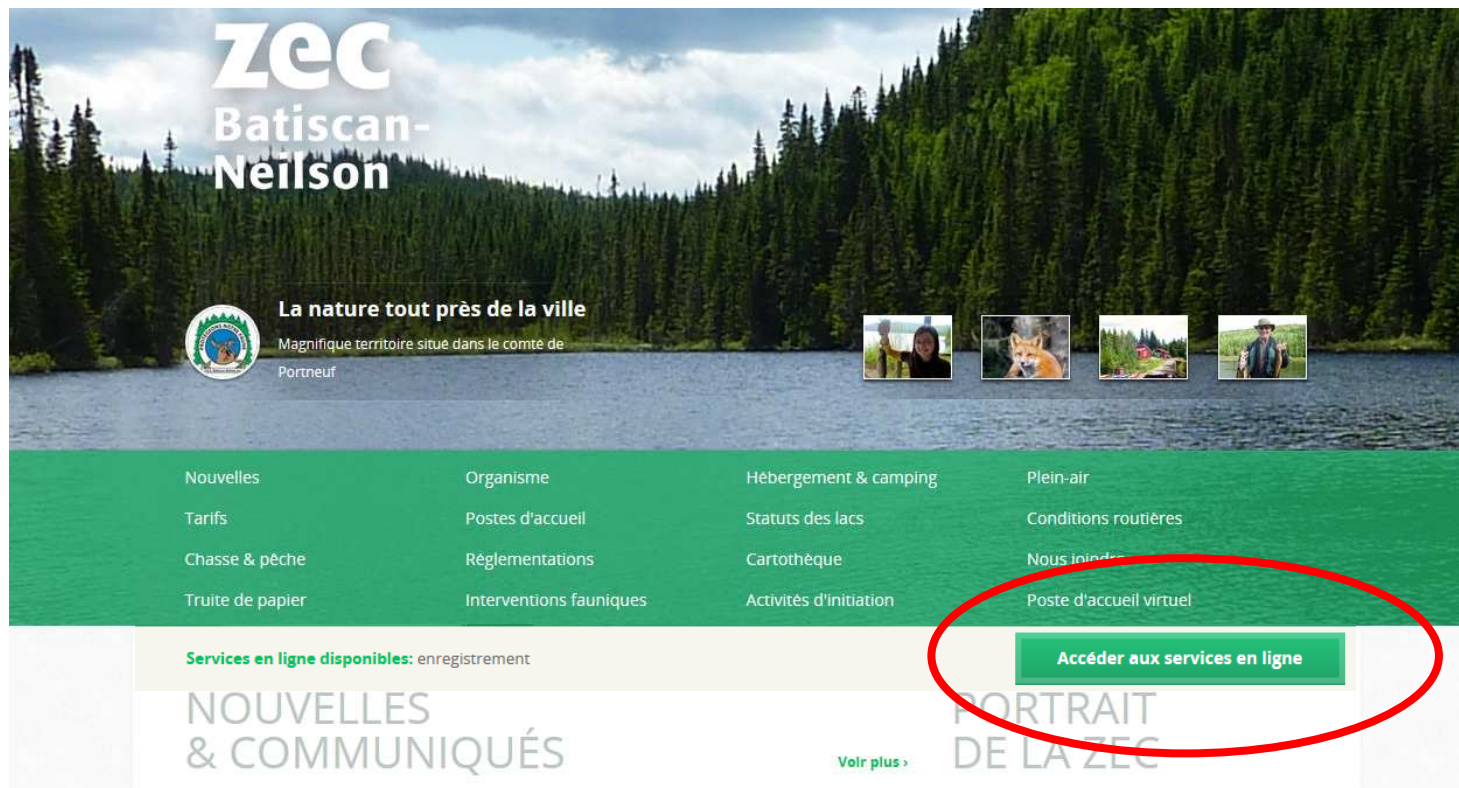 zec
Batiscan-
Neilson
La nature tout près de la ville
Magnifique territoire situé dans le comté de
Portneuf
Nouvelles
Organisme
Hébergement & camping
Plein-air
Tarifs
Postes d'accueil
Statuts des lacs
Conditions routières
Chasse & pêche
Réglementations
Cartothèque
Nous joindre
Truite de papier
Interventions fauniques
Activités d'initiation
Poste d'accueil virtuel
Services en ligne disponibles: enregistrement
Accéder aux services en ligne
NOUVELLES
& COMMUNIQUÉS
Voir plus ›
PORTRAIT
DE LA ZEC